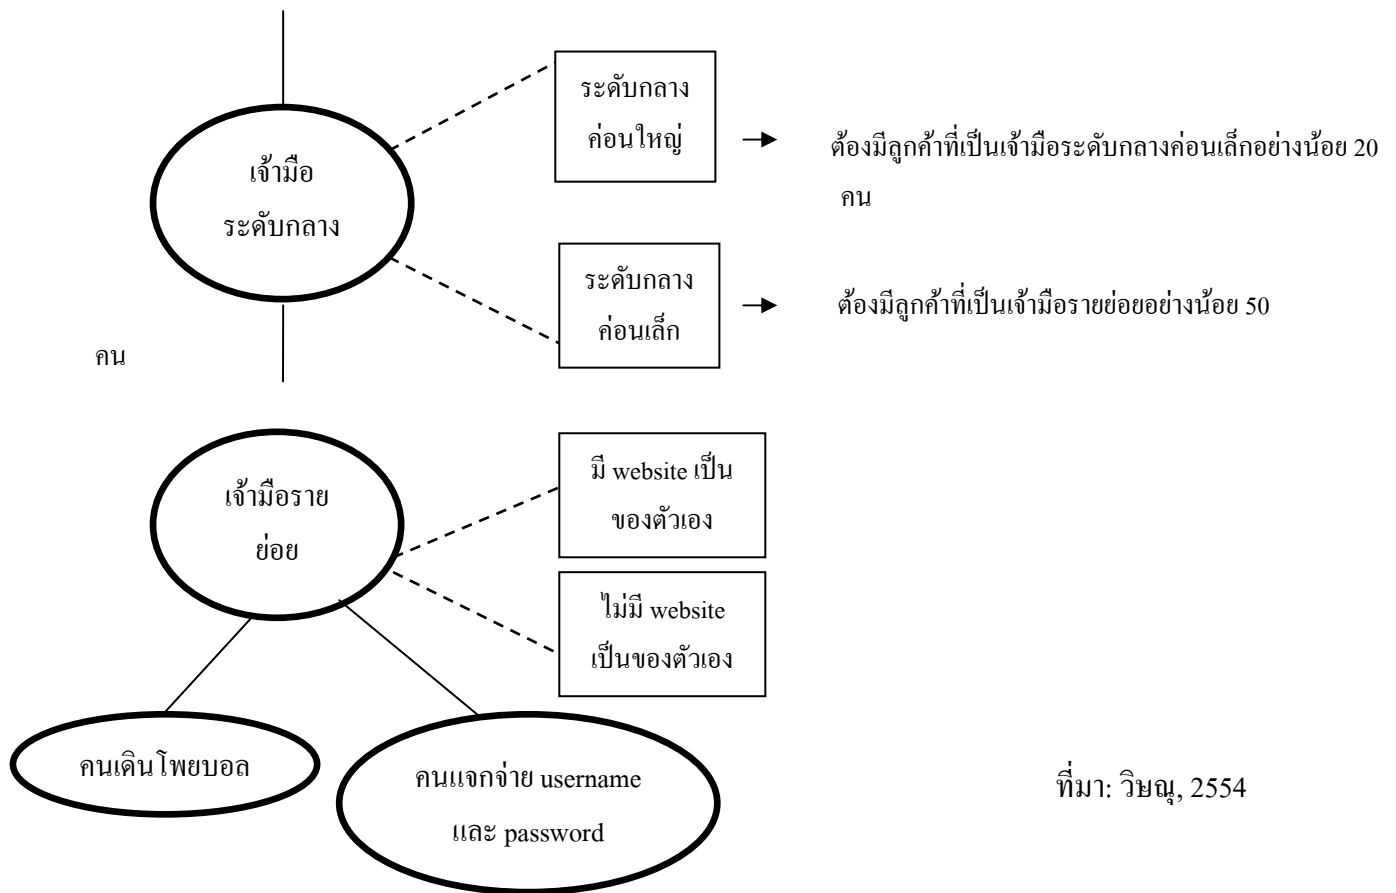 ระดับกลาง
ค่อนใหญ่
เจ้ามือ
ระดับกลาง
ต้องมีลูกค้าที่เป็นเจ้ามือระดับกลางค่อนเล็กอย่างน้อย 20
คน
ระดับกลาง
ค่อนเล็ก
ต้องมีลูกค้าที่เป็นเจ้ามือรายย่อยอย่างน้อย 50
คน
เจ้ามือราย
ย่อย
มี website เป็น
ของตัวเอง
ไม่มี website
เป็นของตัวเอง
คนเดินโพยบอล
คนแจกจ่าย username
และ password
ที่มา: วิษณุ, 2554